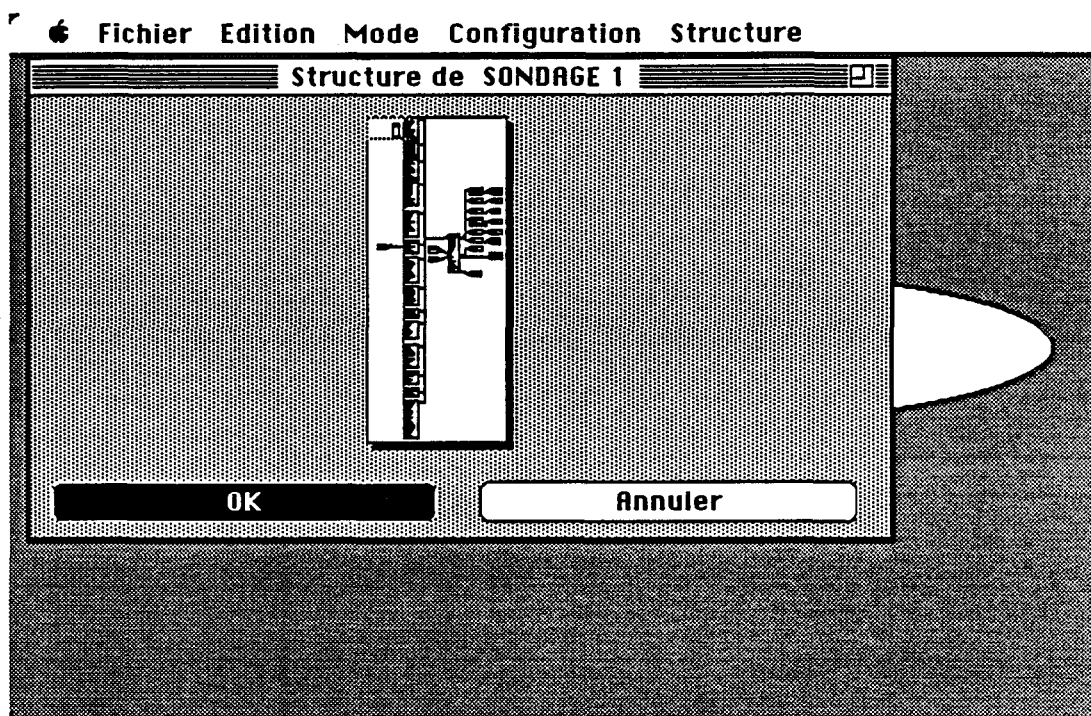 Fichier Edition Mode Configuration Structure
Structure de SONDAGE 1
OK Annuler